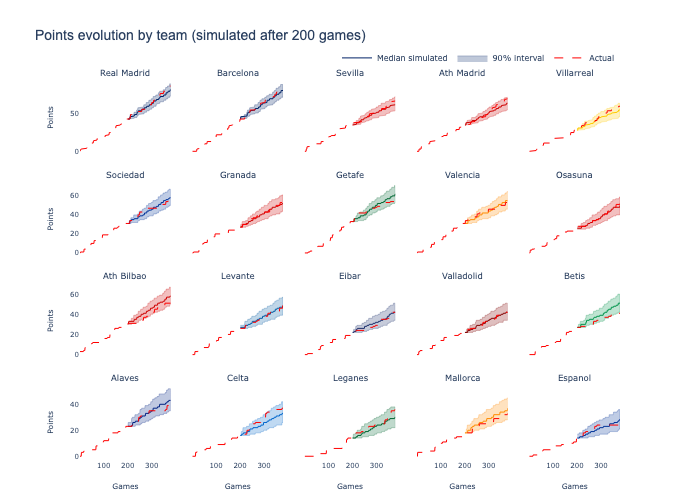 Points evolution by team (simulated after 200 games)
Median simulated 90% interval Actual
Real Madrid Barcelona Sevilla Ath Madrid Villarreal
Points
50
0
Sociedad Granada Getafe Valencia Osasuna
Points
60
40
20
0
Ath Bilbao Levante Eibar Valladolid Betis
Points
60
40
20
0
Alaves Celta Leganes Mallorca Espanol
Points
40
20
0
100 200 300 100 200 300 100 200 300 100 200 300 100 200 300
Games Games Games Games Games